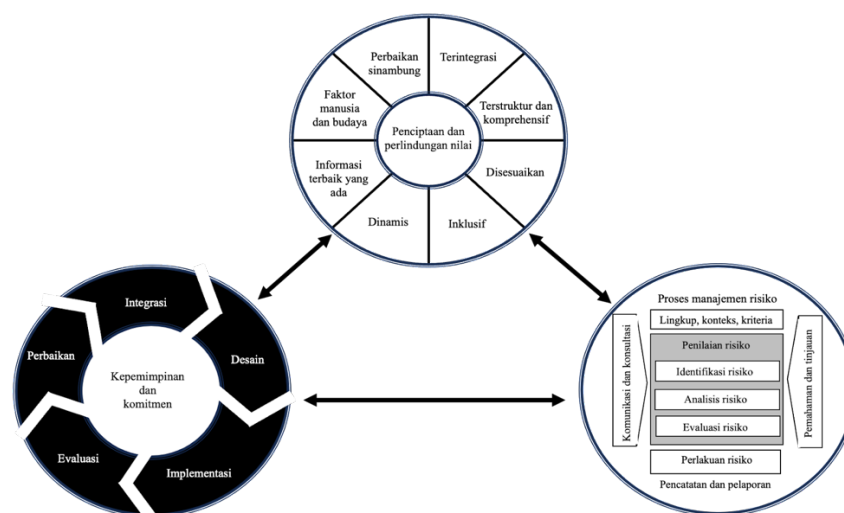 Perbaikan
sinambung
Terintegrasi
Faktor
manusia
dan budaya
Terstruktur dan
komprehensif
Penciptaan dan
perlindungan nilai
Informasi
terbaik yang
ada
Disesuaikan
Dinamis
Inklusif
Integrasi
Perbaikan
Desain
Kepemimpinan
dan
komitmen
Evaluasi
Implementasi
Proses manajemen risiko
Lingkup, konteks, kriteria
Komunikasi dan konsultasi
Penilaian risiko
Identifikasi risiko
Analisis risiko
Evaluasi risiko
Pemahaman dan tinjauan
Perlakuan risiko
Pencatatan dan pelaporan